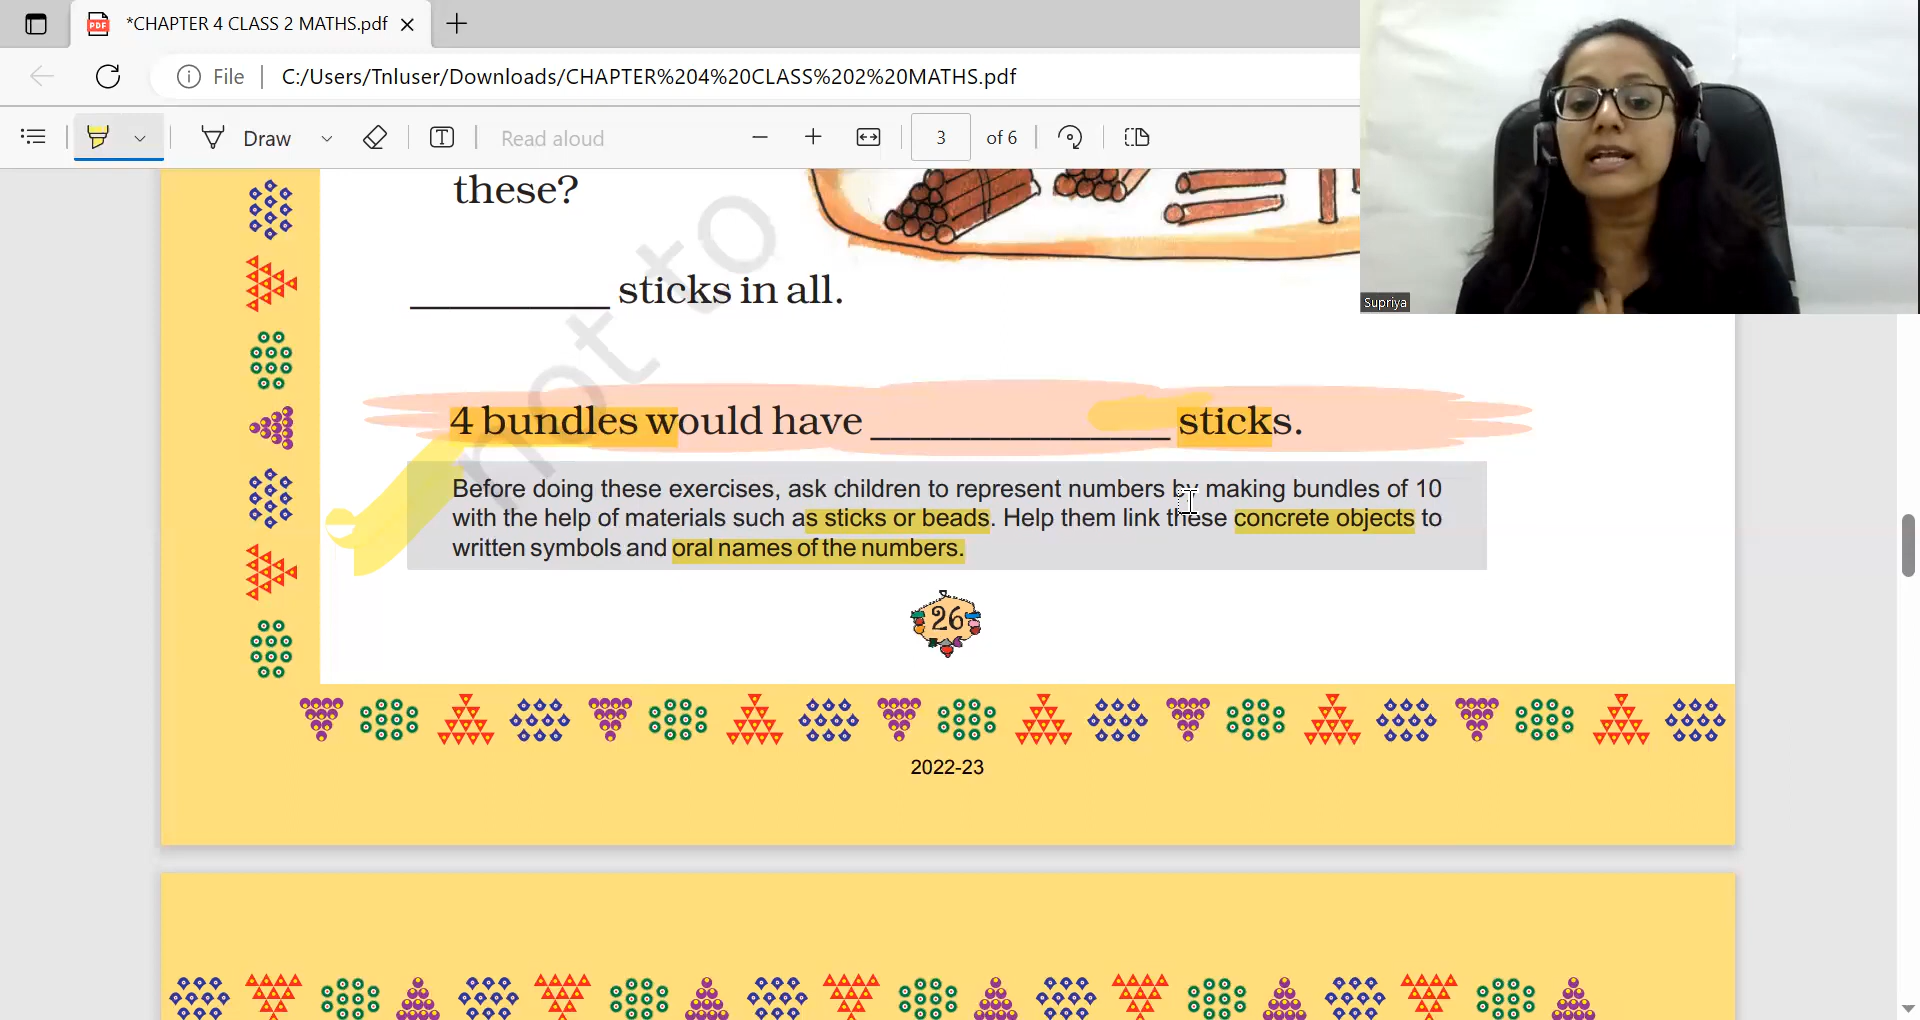 *CHAPTER 4 CLASS 2 MATHS.pdf
File
C:/Users/Tnluser/Downloads/CHAPTER%204%20CLASS%202%20MATHS.pdf
Draw
Read aloud
3 of 6
these?
not to
sticks in all.
Supriya
4 bundles would have ______________ sticks.
Before doing these exercises, ask children to represent numbers by making bundles of 10
with the help of materials such as sticks or beads. Help them link these concrete objects to
written symbols and oral names of the numbers.
26
2022-23